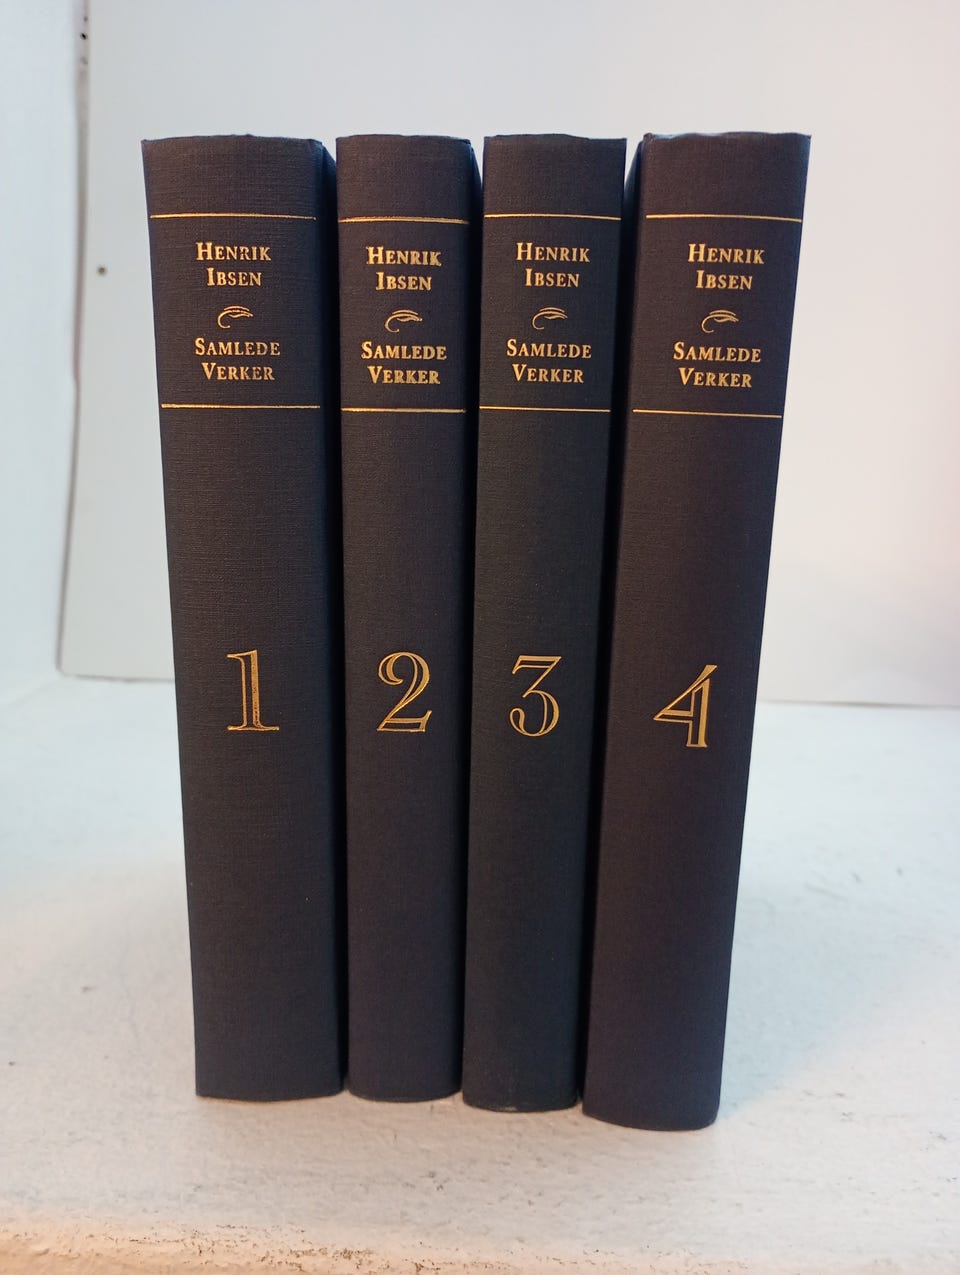 HENRIK
IBSEN
SAMLEDE
VERKER
1
HENRIK
IBSEN
SAMLEDE
VERKER
2
HENRIK
IBSEN
SAMLEDE
VERKER
3
HENRIK
IBSEN
SAMLEDE
VERKER
4